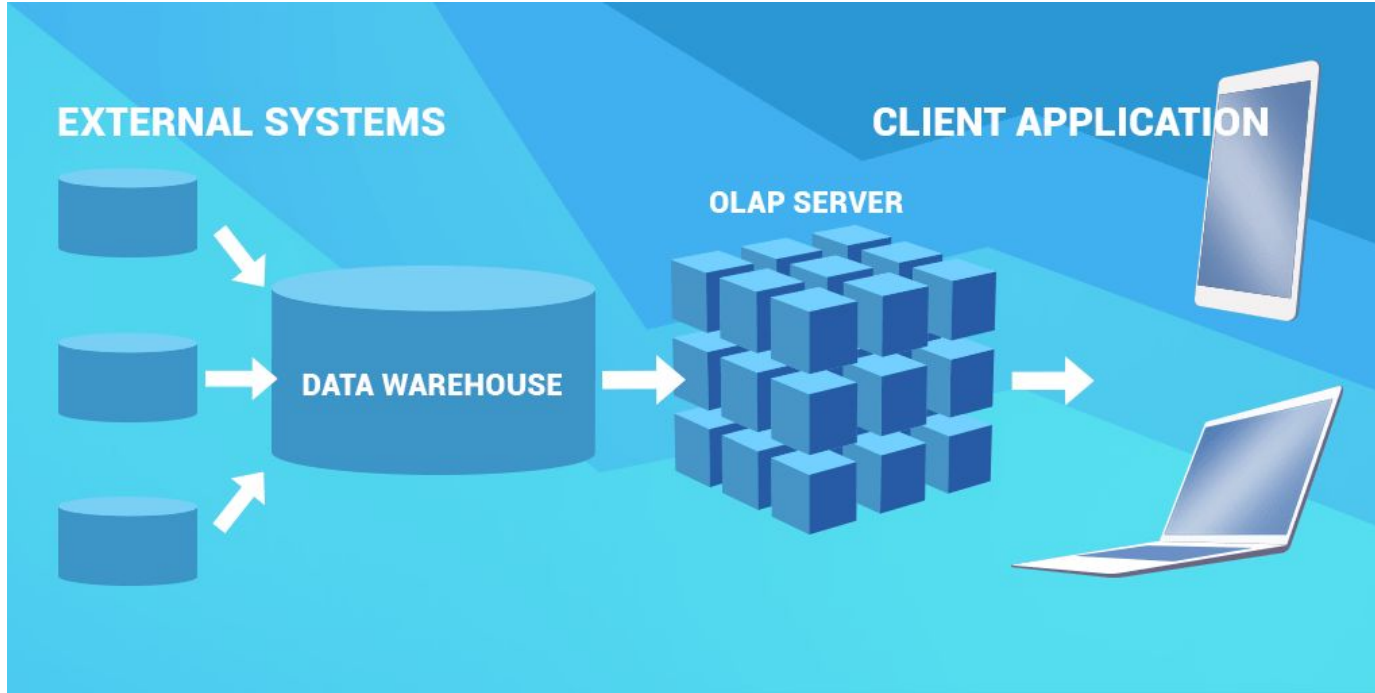 EXTERNAL SYSTEMS
CLIENT APPLICATION
OLAP SERVER
DATA WAREHOUSE